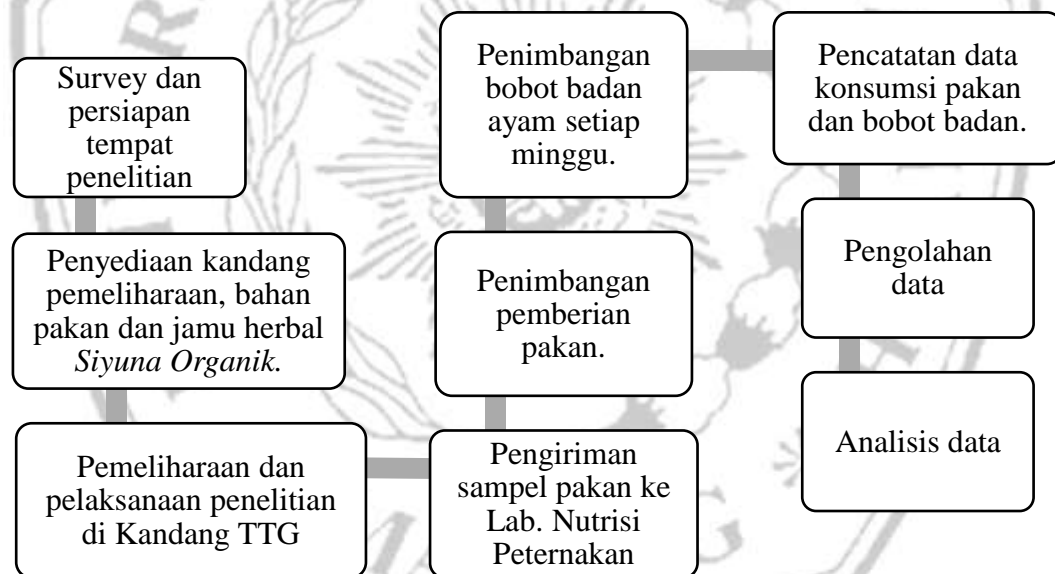 Survey dan
persiapan
tempat
penelitian
Penyediaan kandang
pemeliharaan, bahan
pakan dan jamu herbal
Siyuna Organik.
Pemeliharaan dan
pelaksanaan penelitian
di Kandang TTG
Pengiriman
sampel pakan ke
Lab. Nutrisi
Peternakan
Penimbangan
pemberian
pakan.
Penimbangan
bobot badan
ayam setiap
minggu.
Pencatatan data
konsumsi pakan
dan bobot badan.
Pengolahan
data
Analisis data